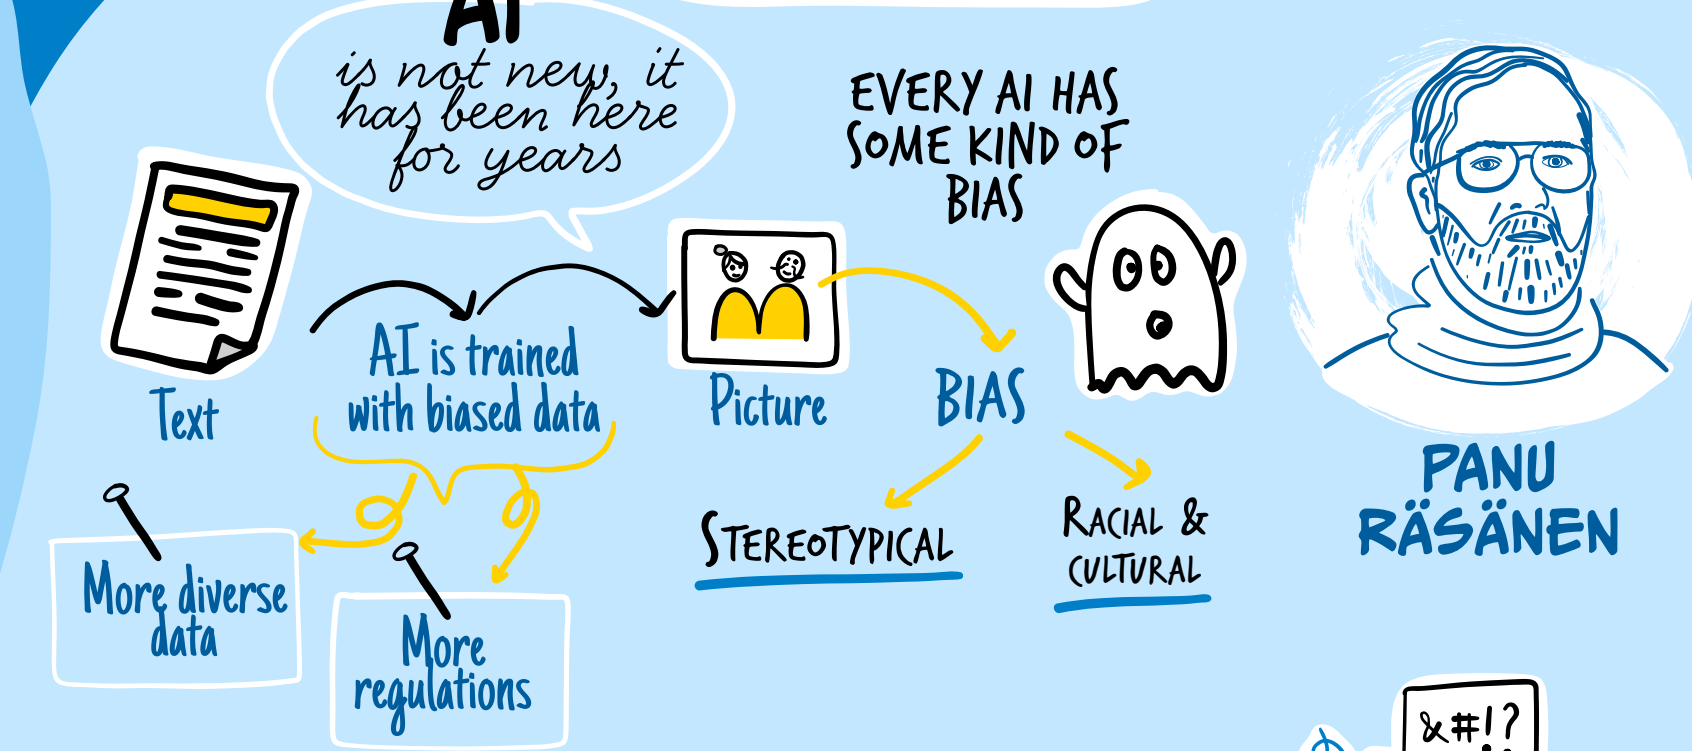 AI
is not new, it
has been here
for years
EVERY AI HAS
SOME KIND OF
BIAS
Text
AI is trained
with biased data
Picture
BIAS
More diverse
data
More
regulations
STEREOTYPICAL
RACIAL &
CULTURAL
PANU
RÄSÄNEN
&#!?